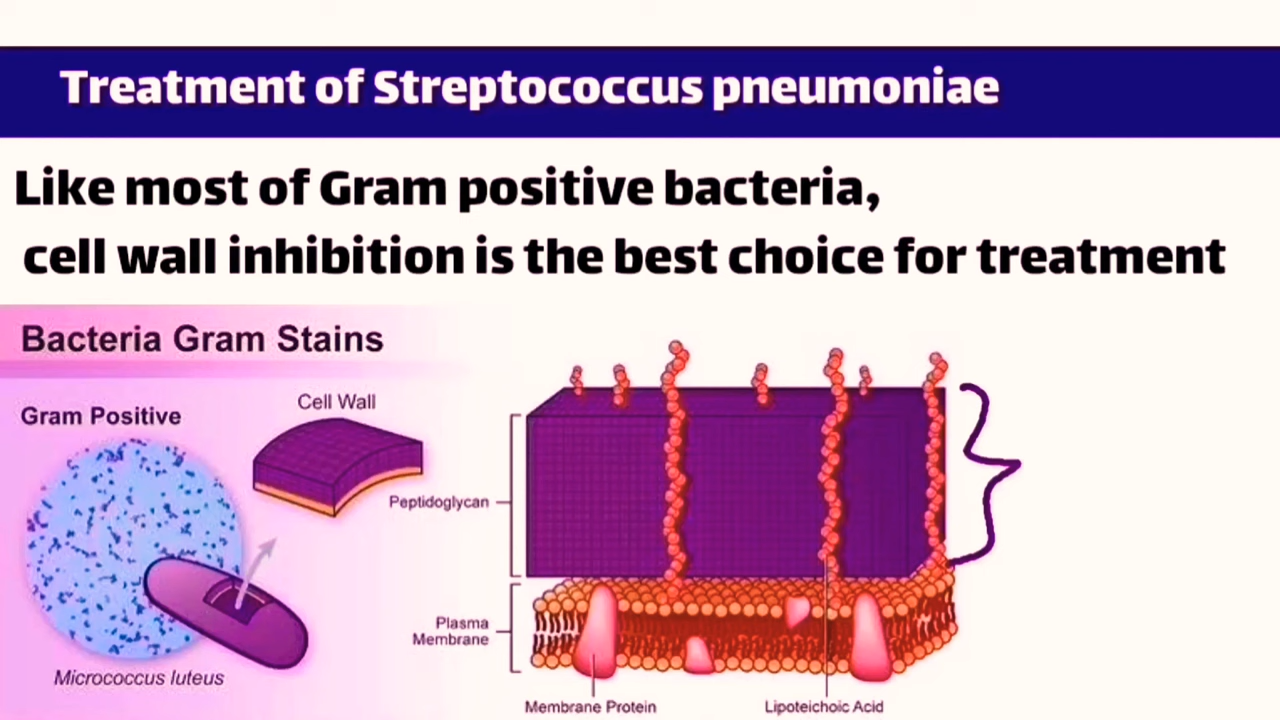 Treatment of Streptococcus pneumoniae
Like most of Gram positive bacteria,
cell wall inhibition is the best choice for treatment
Bacteria Gram Stains
Gram Positive
Cell Wall
Micrococcus luteus
Peptidoglycan
Plasma
Membrane
Membrane Protein
Lipoteichoic Acid